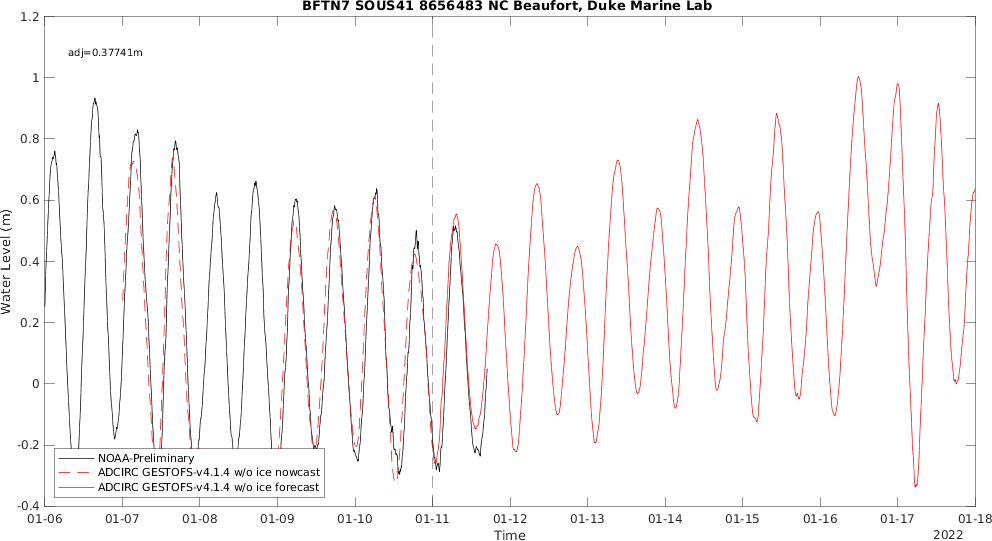 BFTN7 SOUS41 8656483 NC Beaufort, Duke Marine Lab
adj=0.37741m
Water Level (m)
1.2
1
0.8
0.6
0.4
0.2
0
-0.2
-0.4
NOAA-Preliminary
ADCIRC GESTOFS-v4.1.4 w/o ice nowcast
ADCIRC GESTOFS-v4.1.4 w/o ice forecast
01-06 01-07 01-08 01-09 01-10 01-11 01-12 01-13 01-14 01-15 01-16 01-17 01-18
Time
2022